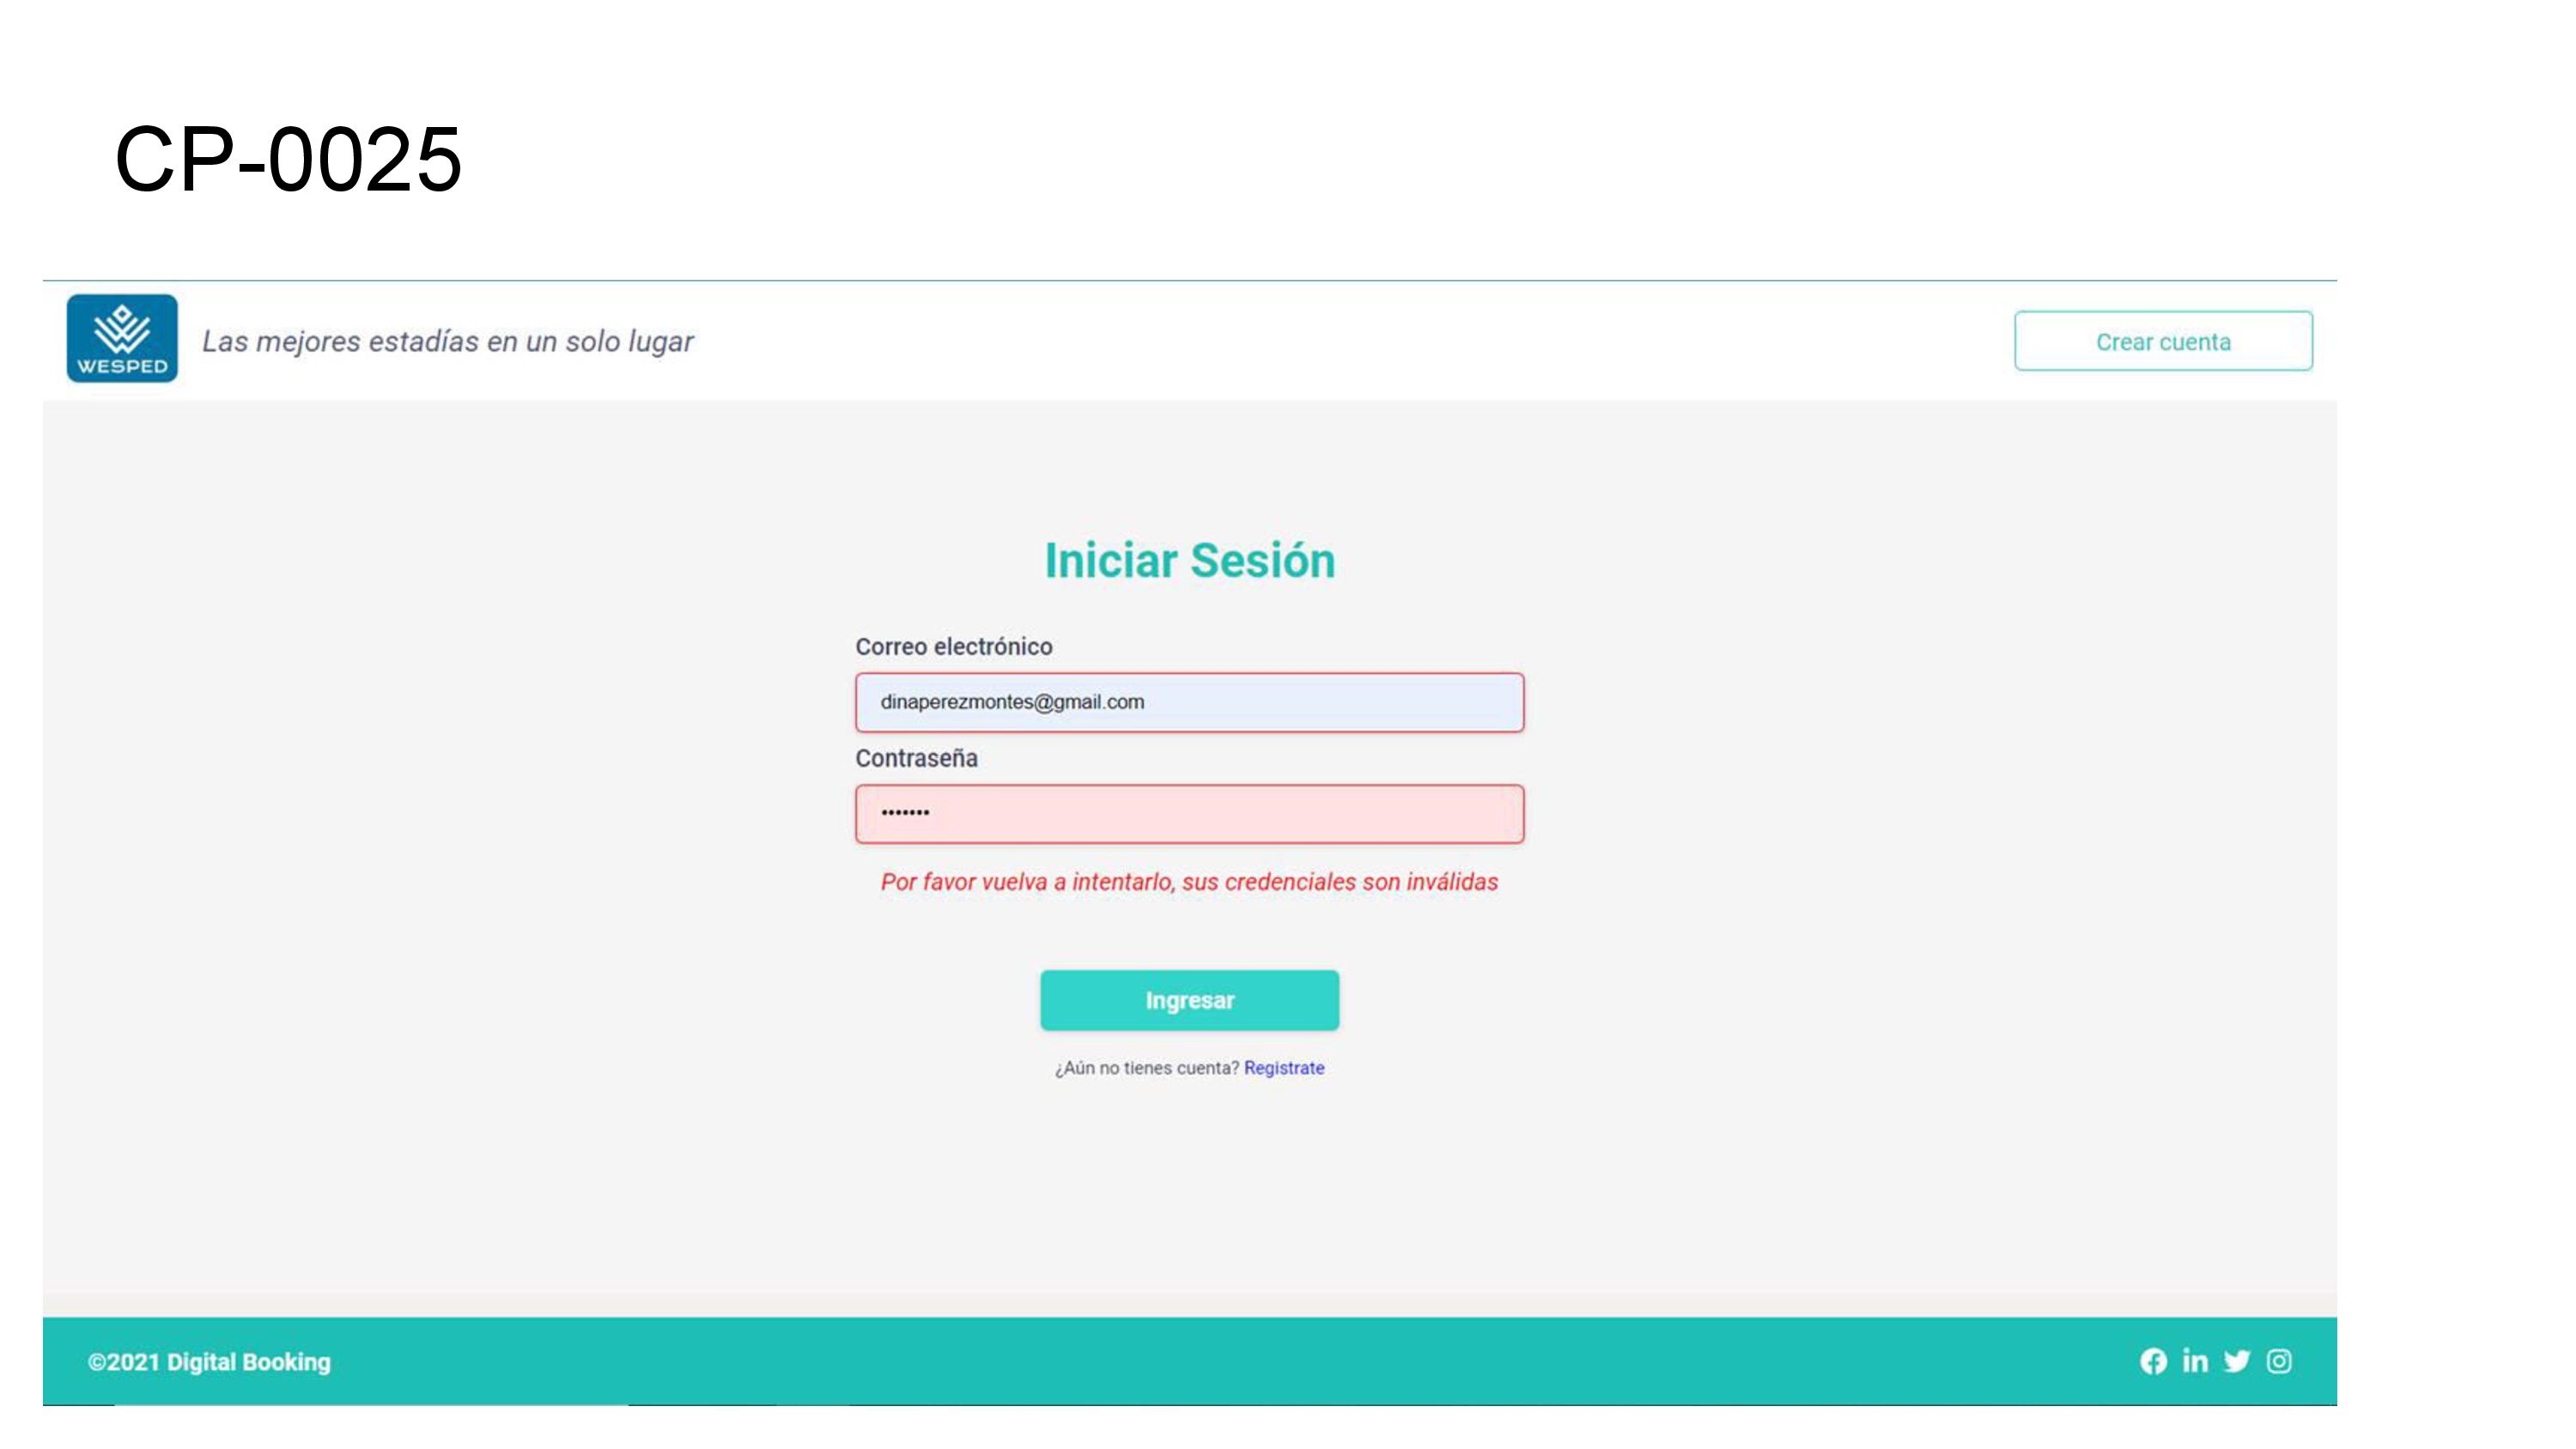 CP-0025
WESPED
Las mejores estadías en un solo lugar
Crear cuenta
Iniciar Sesión
Correo electrónico
dinaperezmontes@gmail.com
Contraseña
•••••••
Por favor vuelva a intentarlo, sus credenciales son inválidas
Ingresar
¿Aún no tienes cuenta? Registrate
©2021 Digital Booking